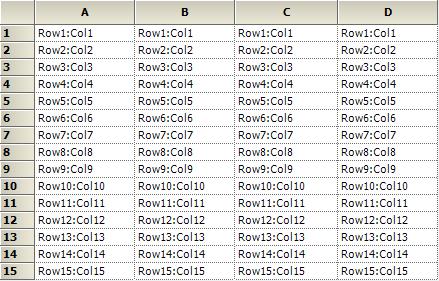 A B C D
1 Row1:Col1 Row1:Col1 Row1:Col1 Row1:Col1
2 Row2:Col2 Row2:Col2 Row2:Col2 Row2:Col2
3 Row3:Col3 Row3:Col3 Row3:Col3 Row3:Col3
4 Row4:Col4 Row4:Col4 Row4:Col4 Row4:Col4
5 Row5:Col5 Row5:Col5 Row5:Col5 Row5:Col5
6 Row6:Col6 Row6:Col6 Row6:Col6 Row6:Col6
7 Row7:Col7 Row7:Col7 Row7:Col7 Row7:Col7
8 Row8:Col8 Row8:Col8 Row8:Col8 Row8:Col8
9 Row9:Col9 Row9:Col9 Row9:Col9 Row9:Col9
10 Row10:Col10 Row10:Col10 Row10:Col10 Row10:Col10
11 Row11:Col11 Row11:Col11 Row11:Col11 Row11:Col11
12 Row12:Col12 Row12:Col12 Row12:Col12 Row12:Col12
13 Row13:Col13 Row13:Col13 Row13:Col13 Row13:Col13
14 Row14:Col14 Row14:Col14 Row14:Col14 Row14:Col14
15 Row15:Col15 Row15:Col15 Row15:Col15 Row15:Col15